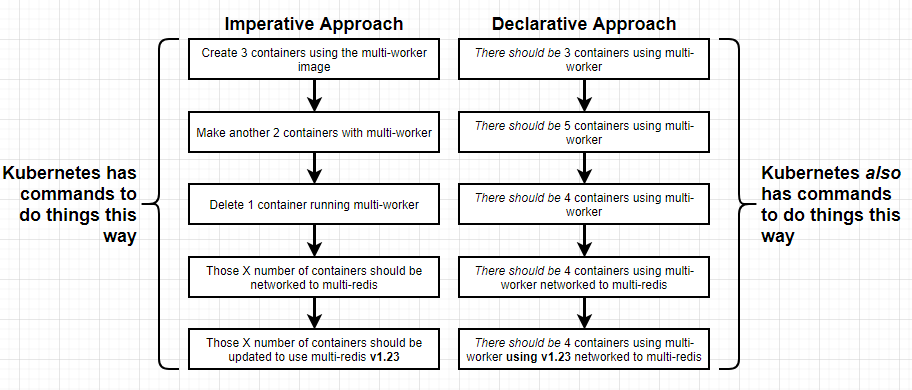 Imperative Approach
Create 3 containers using the multi-worker
image
Make another 2 containers with multi-worker
Delete 1 container running multi-worker
Those X number of containers should be
networked to multi-redis
Those X number of containers should be
updated to use multi-redis v1.23
Kubernetes has
commands to
do things this
way
Declarative Approach
There should be 3 containers using multi-
worker
There should be 5 containers using multi-
worker
There should be 4 containers using multi-
worker
There should be 4 containers using multi-
worker networked to multi-redis
There should be 4 containers using multi-
worker using v1.23 networked to multi-redis
Kubernetes also
has commands
to do things this
way